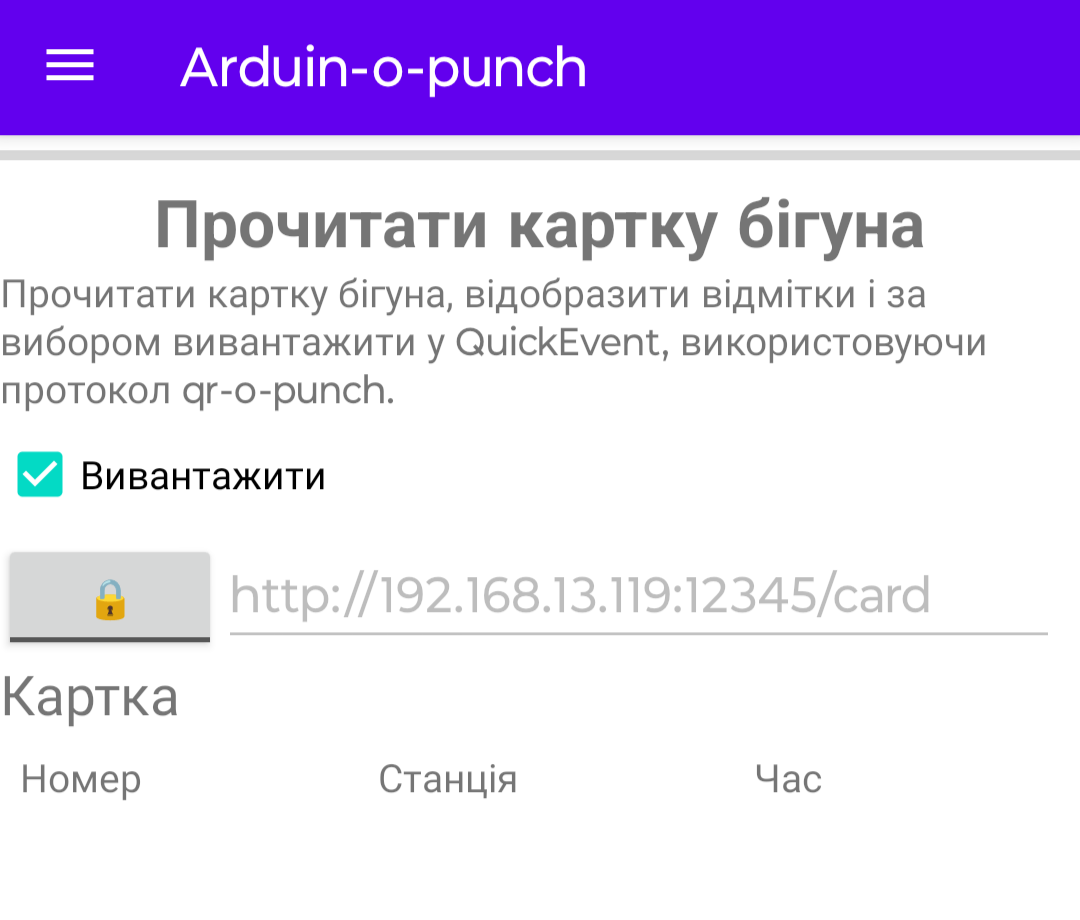 Arduin-o-punch
Прочитати картку бігуна
Прочитати картку бігуна, відобразити відмітки і за
вибором вивантажити у QuickEvent, використовуючи
протокол qr-o-punch.
Вивантажити
http://192.168.13.119:12345/card
Картка
Номер Станція Час